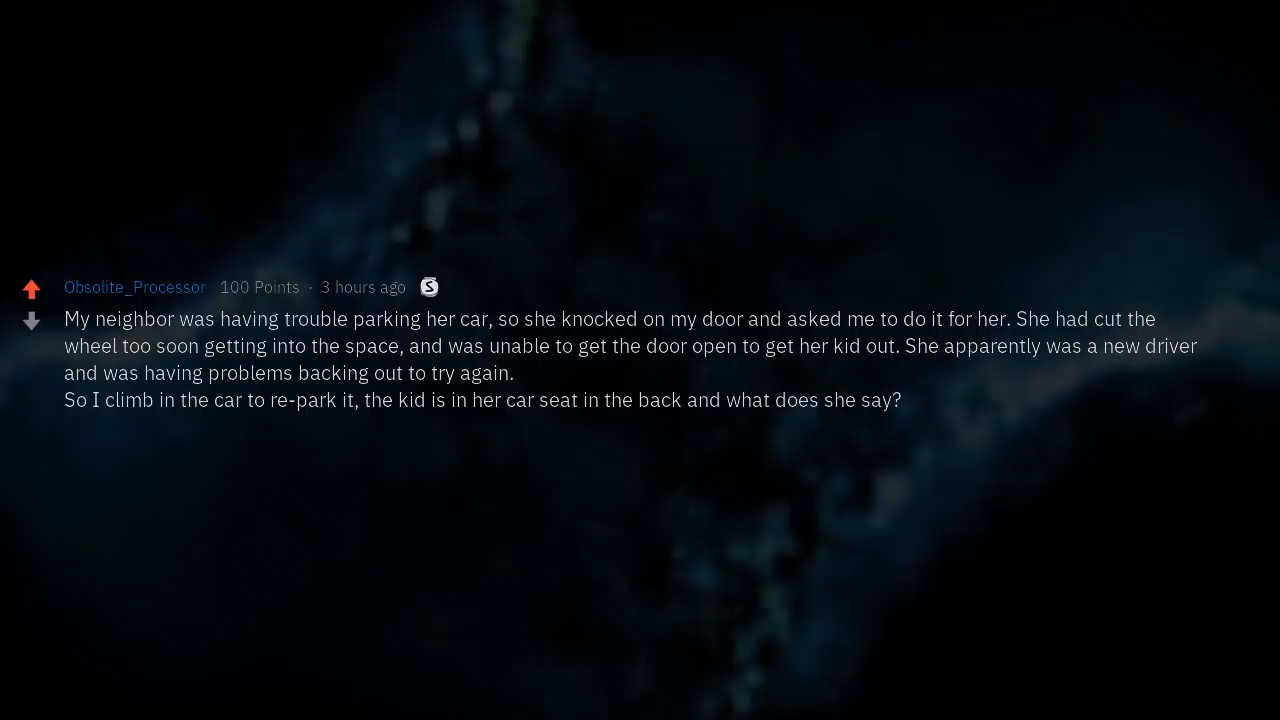 Obsolite_Processor 100 Points · 3 hours ago S
My neighbor was having trouble parking her car, so she knocked on my door and asked me to do it for her. She had cut the
wheel too soon getting into the space, and was unable to get the door open to get her kid out. She apparently was a new driver
and was having problems backing out to try again.
So I climb in the car to re-park it, the kid is in her car seat in the back and what does she say?